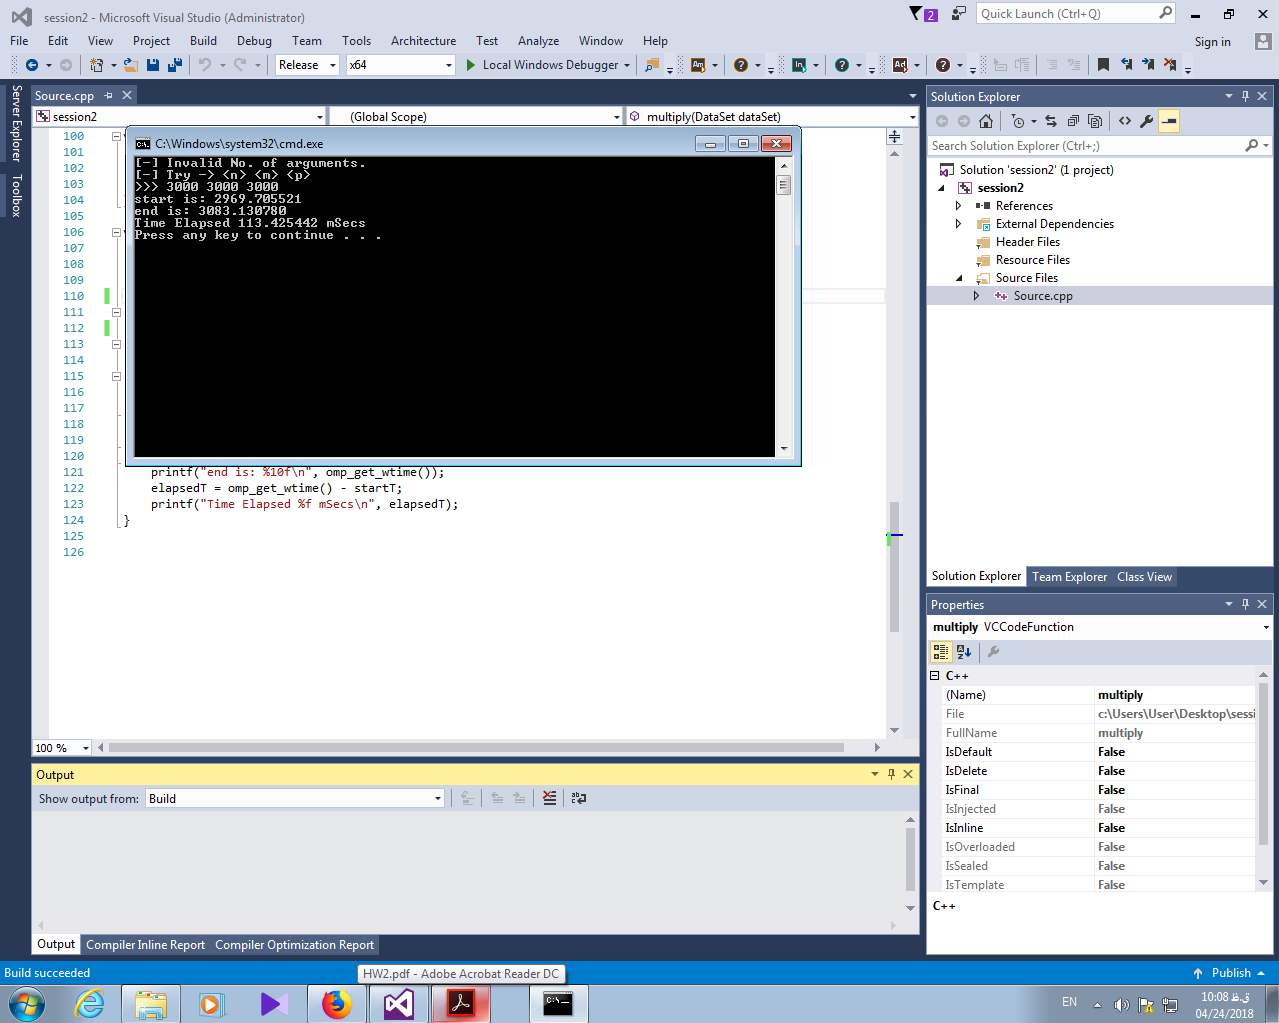 session2 - Microsoft Visual Studio (Administrator)
2
Quick Launch (Ctrl+Q)
File Edit View Project Build Debug Team Tools Architecture Test Analyze Window Help
Sign in
Release x64 Local Windows Debugger
Server Explorer
Toolbox
Source.cpp
session2 (Global Scope) multiply(DataSet dataSet)
C:\Windows\system32\cmd.exe
[-] Invalid No. of arguments.
[-] Try -> <n> <m> <p>
>>> 3000 3000 3000
start is: 2969.705521
end is: 3083.130780
Time Elapsed 113.425442 mSecs
Press any key to continue . . .
100
101
102
103
104
105
106
107
108
109
110
111
112
113
114
115
116
117
118
119
120
121 printf("end is: %10f\n", omp_get_wtime());
122 elapsedT = omp_get_wtime() - startT;
123 printf("Time Elapsed %f mSecs\n", elapsedT);
124 }
125
126
100 %
Output
Show output from: Build
Output Compiler Inline Report Compiler Optimization Report
Solution Explorer
Search Solution Explorer (Ctrl+;)
Solution 'session2' (1 project)
session2
References
External Dependencies
Header Files
Resource Files
Source Files
Source.cpp
Solution Explorer Team Explorer Class View
Properties
multiply VCCodeFunction
C++
(Name) multiply
File c:\Users\User\Desktop\sessi
FullName multiply
IsDefault False
IsDelete False
IsFinal False
IsInjected False
IsInline False
IsOverloaded False
IsSealed False
IsTemplate False
C++
Build succeeded
Publish
HW2.pdf - Adobe Acrobat Reader DC
EN
10:08 ق.ظ
04/24/2018